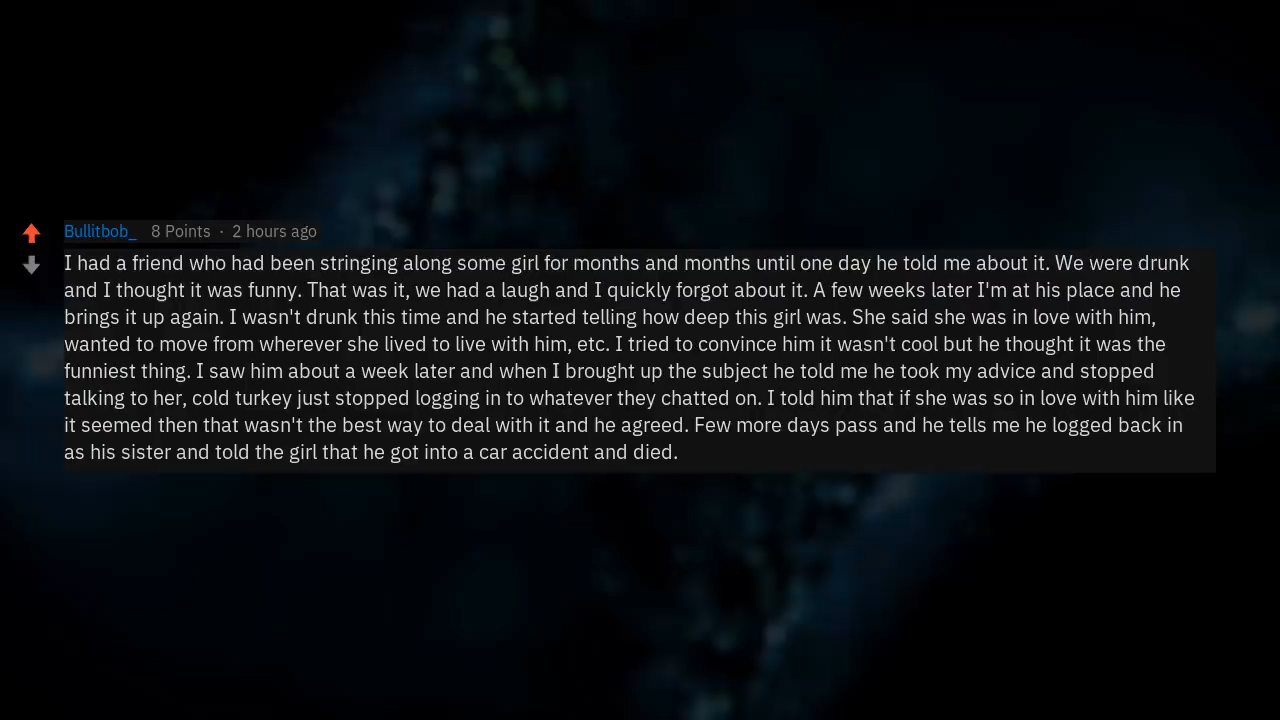 Bullitbob_ 8 Points · 2 hours ago
I had a friend who had been stringing along some girl for months and months until one day he told me about it. We were drunk
and I thought it was funny. That was it, we had a laugh and I quickly forgot about it. A few weeks later I'm at his place and he
brings it up again. I wasn't drunk this time and he started telling how deep this girl was. She said she was in love with him,
wanted to move from wherever she lived to live with him, etc. I tried to convince him it wasn't cool but he thought it was the
funniest thing. I saw him about a week later and when I brought up the subject he told me he took my advice and stopped
talking to her, cold turkey just stopped logging in to whatever they chatted on. I told him that if she was so in love with him like
it seemed then that wasn't the best way to deal with it and he agreed. Few more days pass and he tells me he logged back in
as his sister and told the girl that he got into a car accident and died.